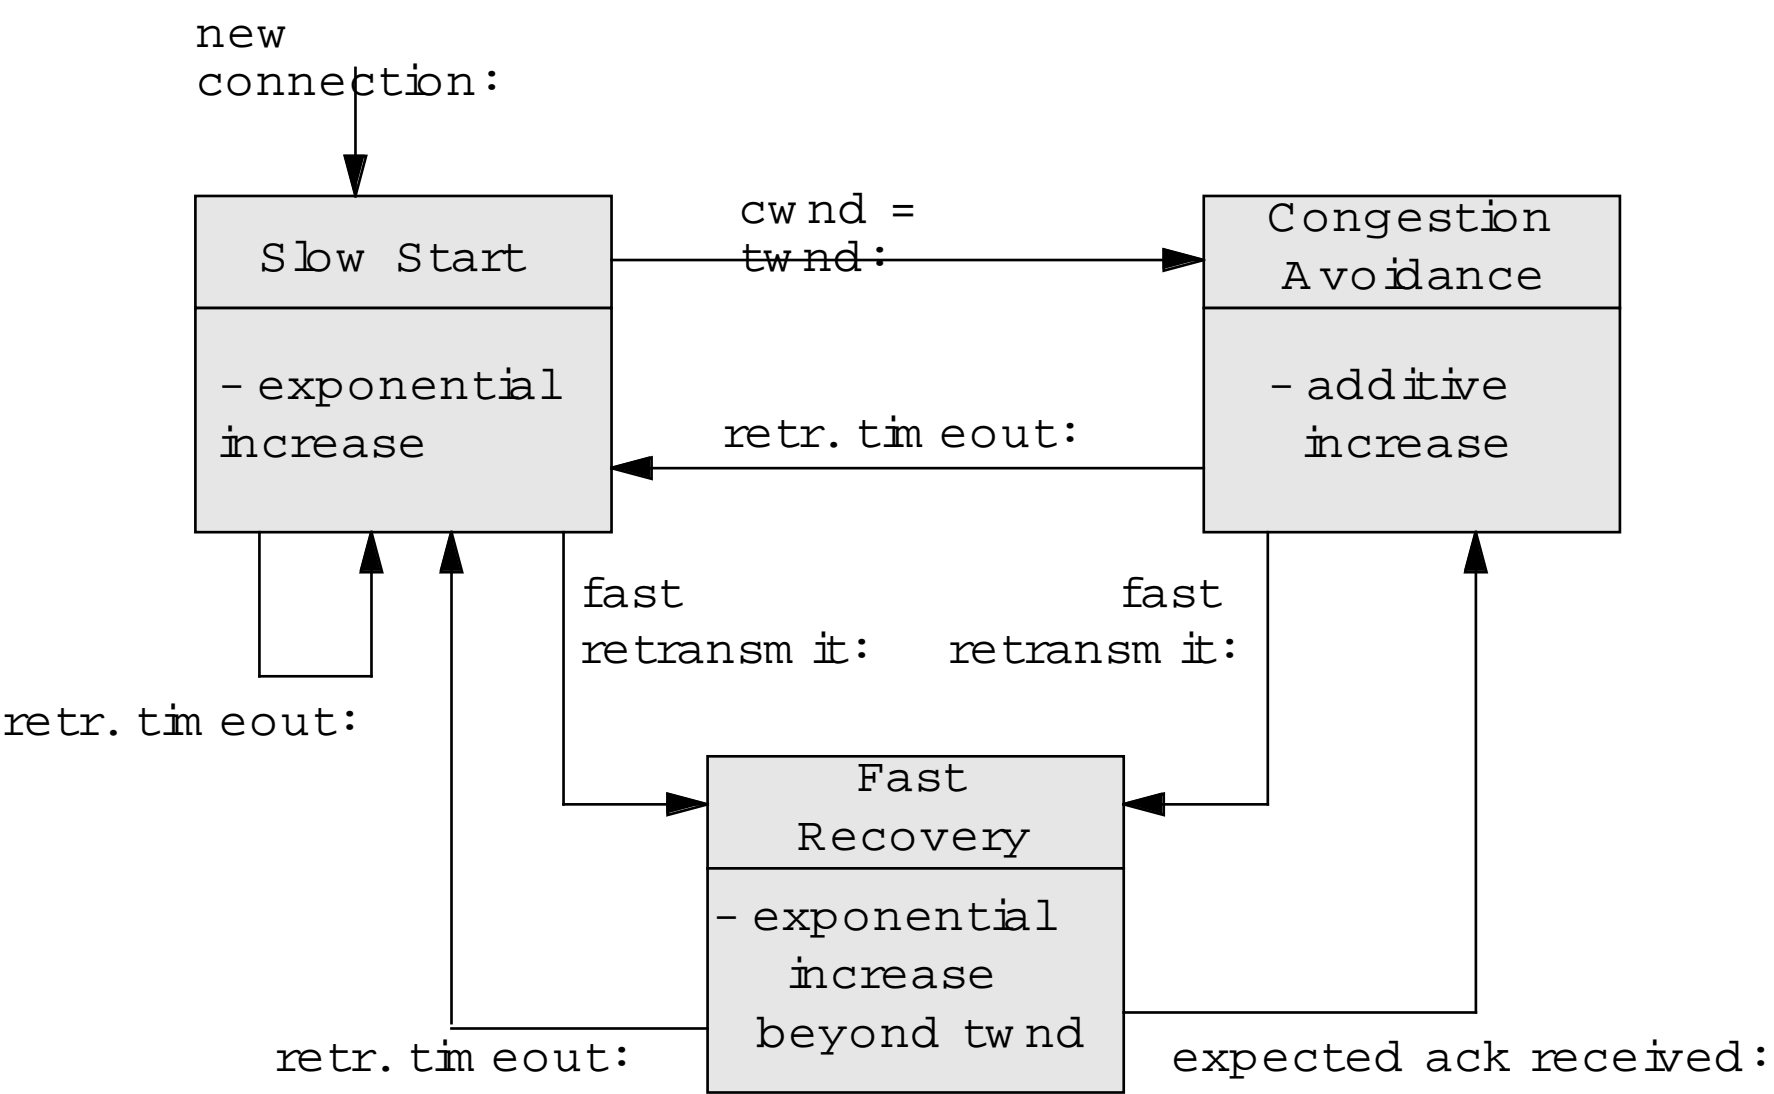 new
connection:
cwnd =
twnd:
Slow Start
Congestion
Avoidance
- exponential
increase
- additive
increase
retr. timeout:
fast
retransmit:
fast
retransmit:
retr. timeout:
Fast
Recovery
- exponential
increase
beyond twnd
retr. timeout:
expected ack received: